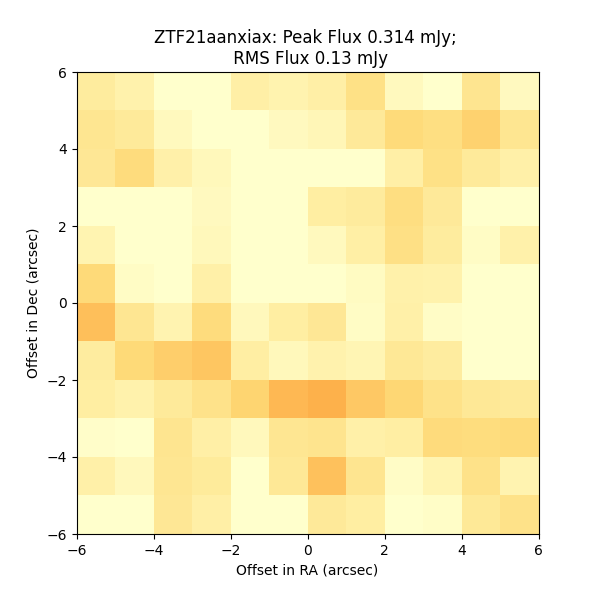 ZTF21aanxiax: Peak Flux 0.314 mJy;
RMS Flux 0.13 mJy
6
4
2
0
−2
−4
−6
Offset in Dec (arcsec)
−6 −4 −2 0 2 4 6
Offset in RA (arcsec)